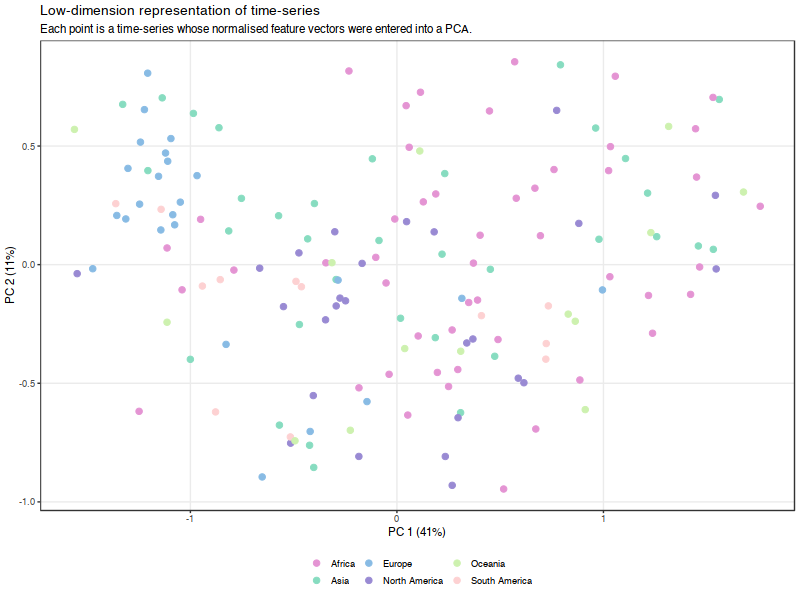 Low-dimension representation of time-series
Each point is a time-series whose normalised feature vectors were entered into a PCA.
0.5
0.0
-0.5
-1.0
PC 2 (11%)
-1
0
1
PC 1 (41%)
Africa Europe Oceania
Asia North America South America